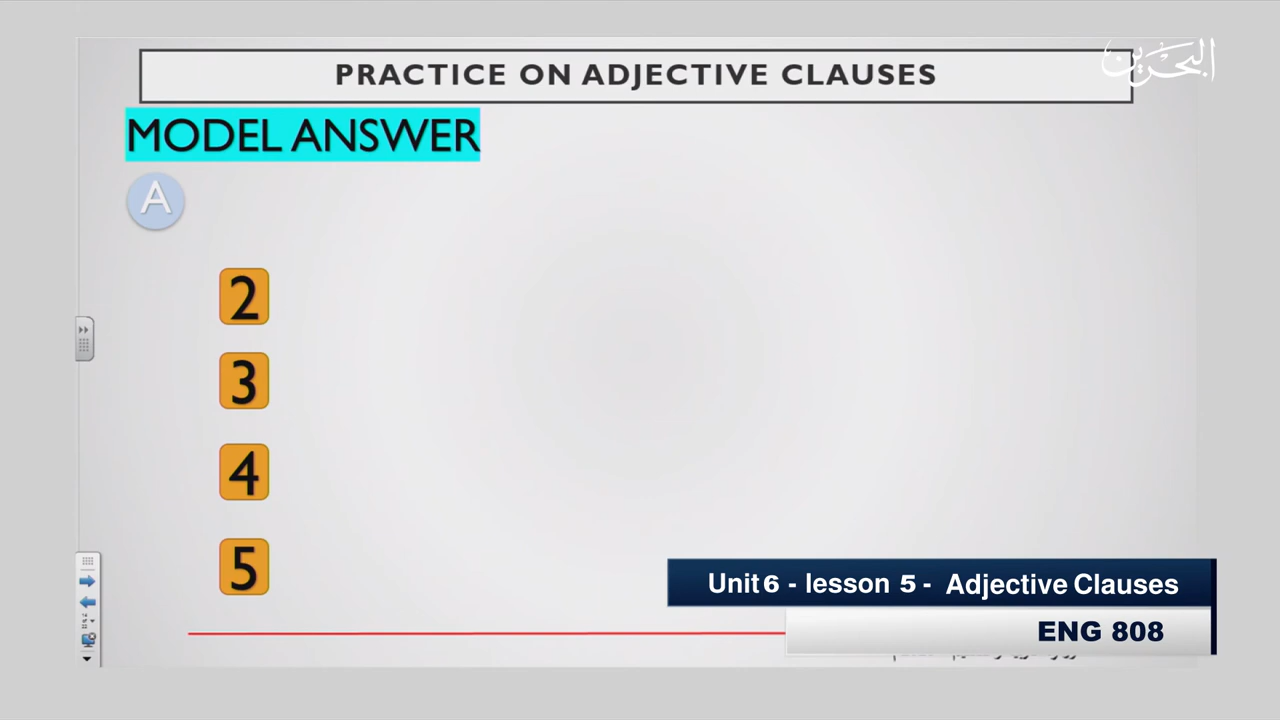 PRACTICE ON ADJECTIVE CLAUSES
البحرين
MODEL ANSWER
A
2
3
4
5
Unit 6 - lesson 5 - Adjective Clauses
ENG 808